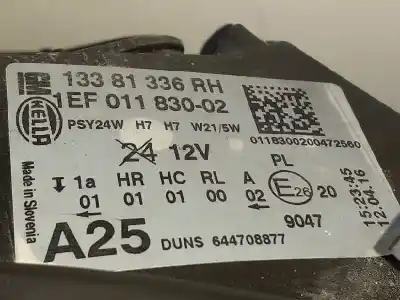 GM
HELLA
Made in Slovenia
133 81 336 RH
1EF 011 830-02
PSY24W H7 H7 W21/5W
0118300200472560
24 12V
1a HR HC RL A
01 01 01 00 02
PL
E26 20
9047
15:23:45
12.04.16
A25 DUNS 644708877